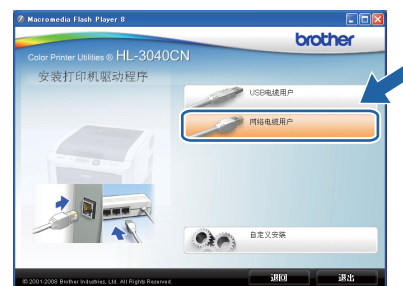 Macromedia Flash Player 8
brother
Color Printer Utilities ® HL-3040CN
安装打印机驱动程序
USB电缆用户
网络电缆用户
自定义安装
© 2001-2008 Brother Industries, Ltd. All Rights Reserved.
退回
退出